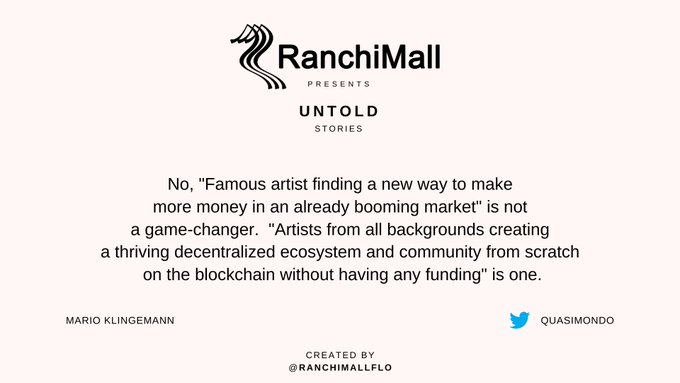 RanchiMall
PRESENTS
UNTOLD
STORIES
No, "Famous artist finding a new way to make
more money in an already booming market" is not
a game-changer.  "Artists from all backgrounds creating
a thriving decentralized ecosystem and community from scratch
on the blockchain without having any funding" is one.
MARIO KLINGEMANN
QUASIMONDO
CREATED BY
@RANCHIMALLFLO